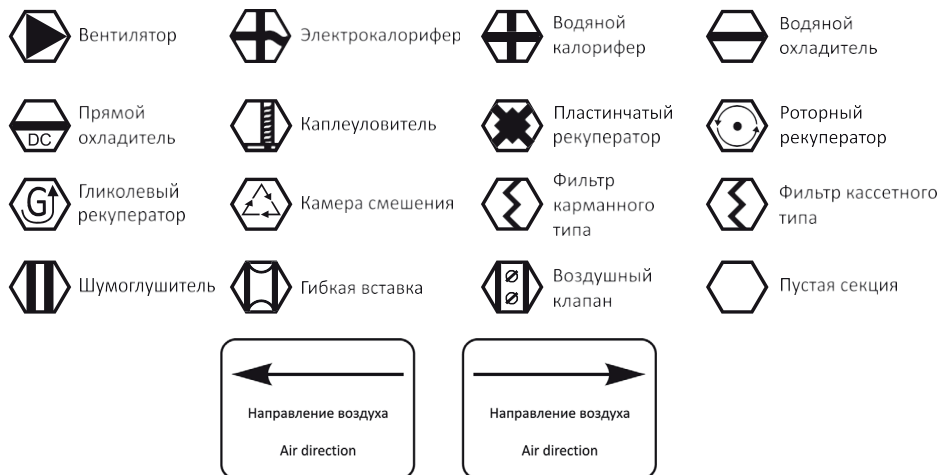 Вентилятор
Электрокалорифер
Водяной
калорифер
Водяной
охладитель
Прямой
охладитель
DC
Каплеуловитель
Пластинчатый
рекуператор
Роторный
рекуператор
G
Гликолевый
рекуператор
Камера смешения
Фильтр
карманного
типа
Фильтр кассетного
типа
Шумоглушитель
Гибкая вставка
Воздушный
клапан
Пустая секция
Направление воздуха
Air direction
Направление воздуха
Air direction